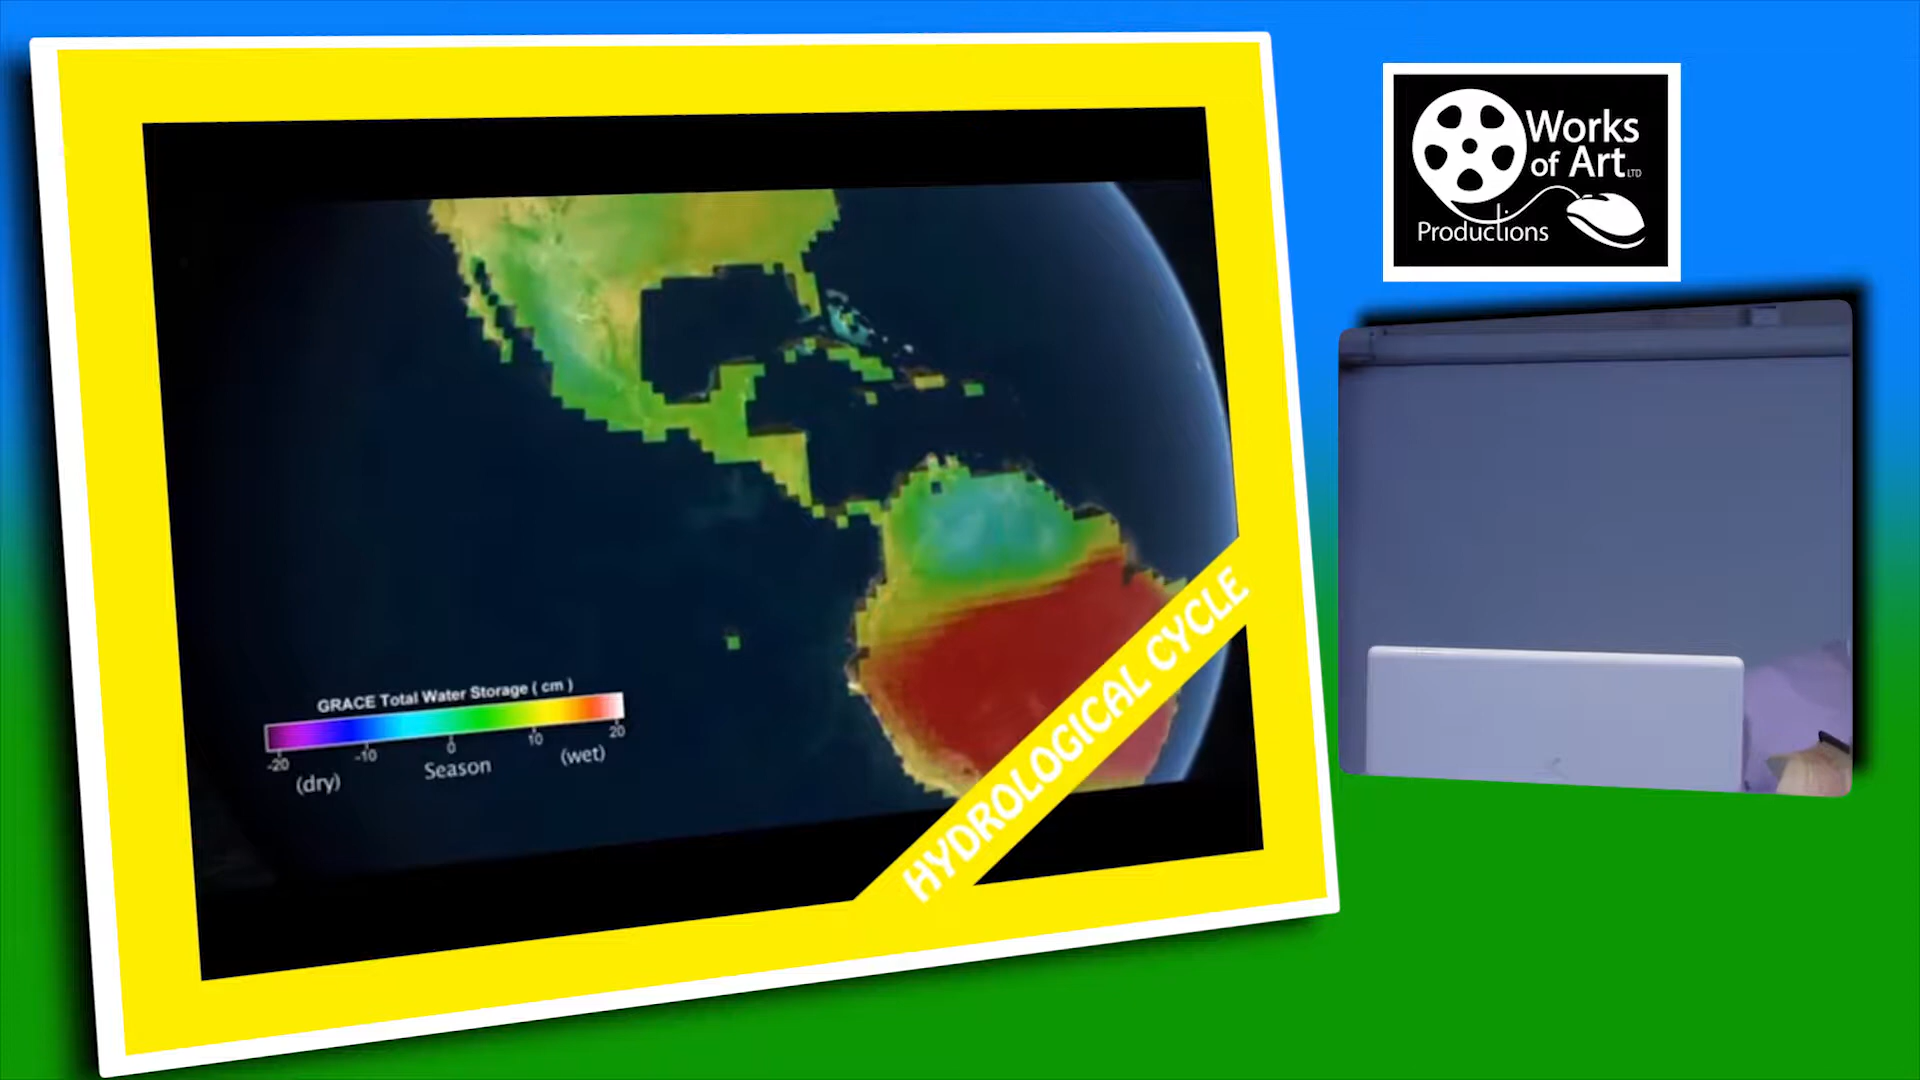 Works
of Art LTD
Productions
GRACE Total Water Storage ( cm )
-20 -10 0 10 20
(dry) Season (wet)
HYDROLOGICAL CYCLE